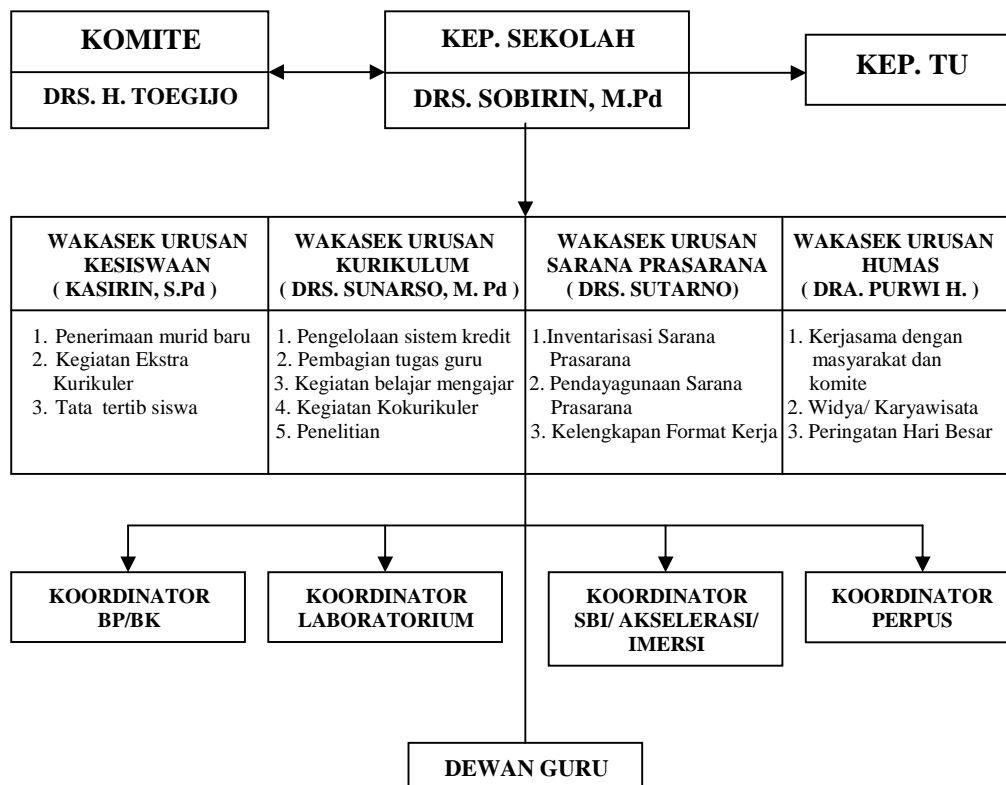 KOMITE
DRS. H. TOEGIJO
KEP. SEKOLAH
DRS. SOBIRIN, M.Pd
KEP. TU
WAKASEK URUSAN
KESISWAAN
( KASIRIN, S.Pd )
1. Penerimaan murid baru
2. Kegiatan Ekstra
Kurikuler
3. Tata tertib siswa
WAKASEK URUSAN
KURIKULUM
( DRS. SUNARSO, M. Pd )
1. Pengelolaan sistem kredit
2. Pembagian tugas guru
3. Kegiatan belajar mengajar
4. Kegiatan Kokurikuler
5. Penelitian
WAKASEK URUSAN
SARANA PRASARANA
( DRS. SUTARNO)
1.Inventarisasi Sarana
Prasarana
2. Pendayagunaan Sarana
Prasarana
3. Kelengkapan Format Kerja
WAKASEK URUSAN
HUMAS
( DRA. PURWI H. )
1. Kerjasama dengan
masyarakat dan
komite
2. Widya/ Karyawisata
3. Peringatan Hari Besar
KOORDINATOR
BP/BK
KOORDINATOR
LABORATORIUM
KOORDINATOR
SBI/ AKSELERASI/
IMERSI
KOORDINATOR
PERPUS
DEWAN GURU